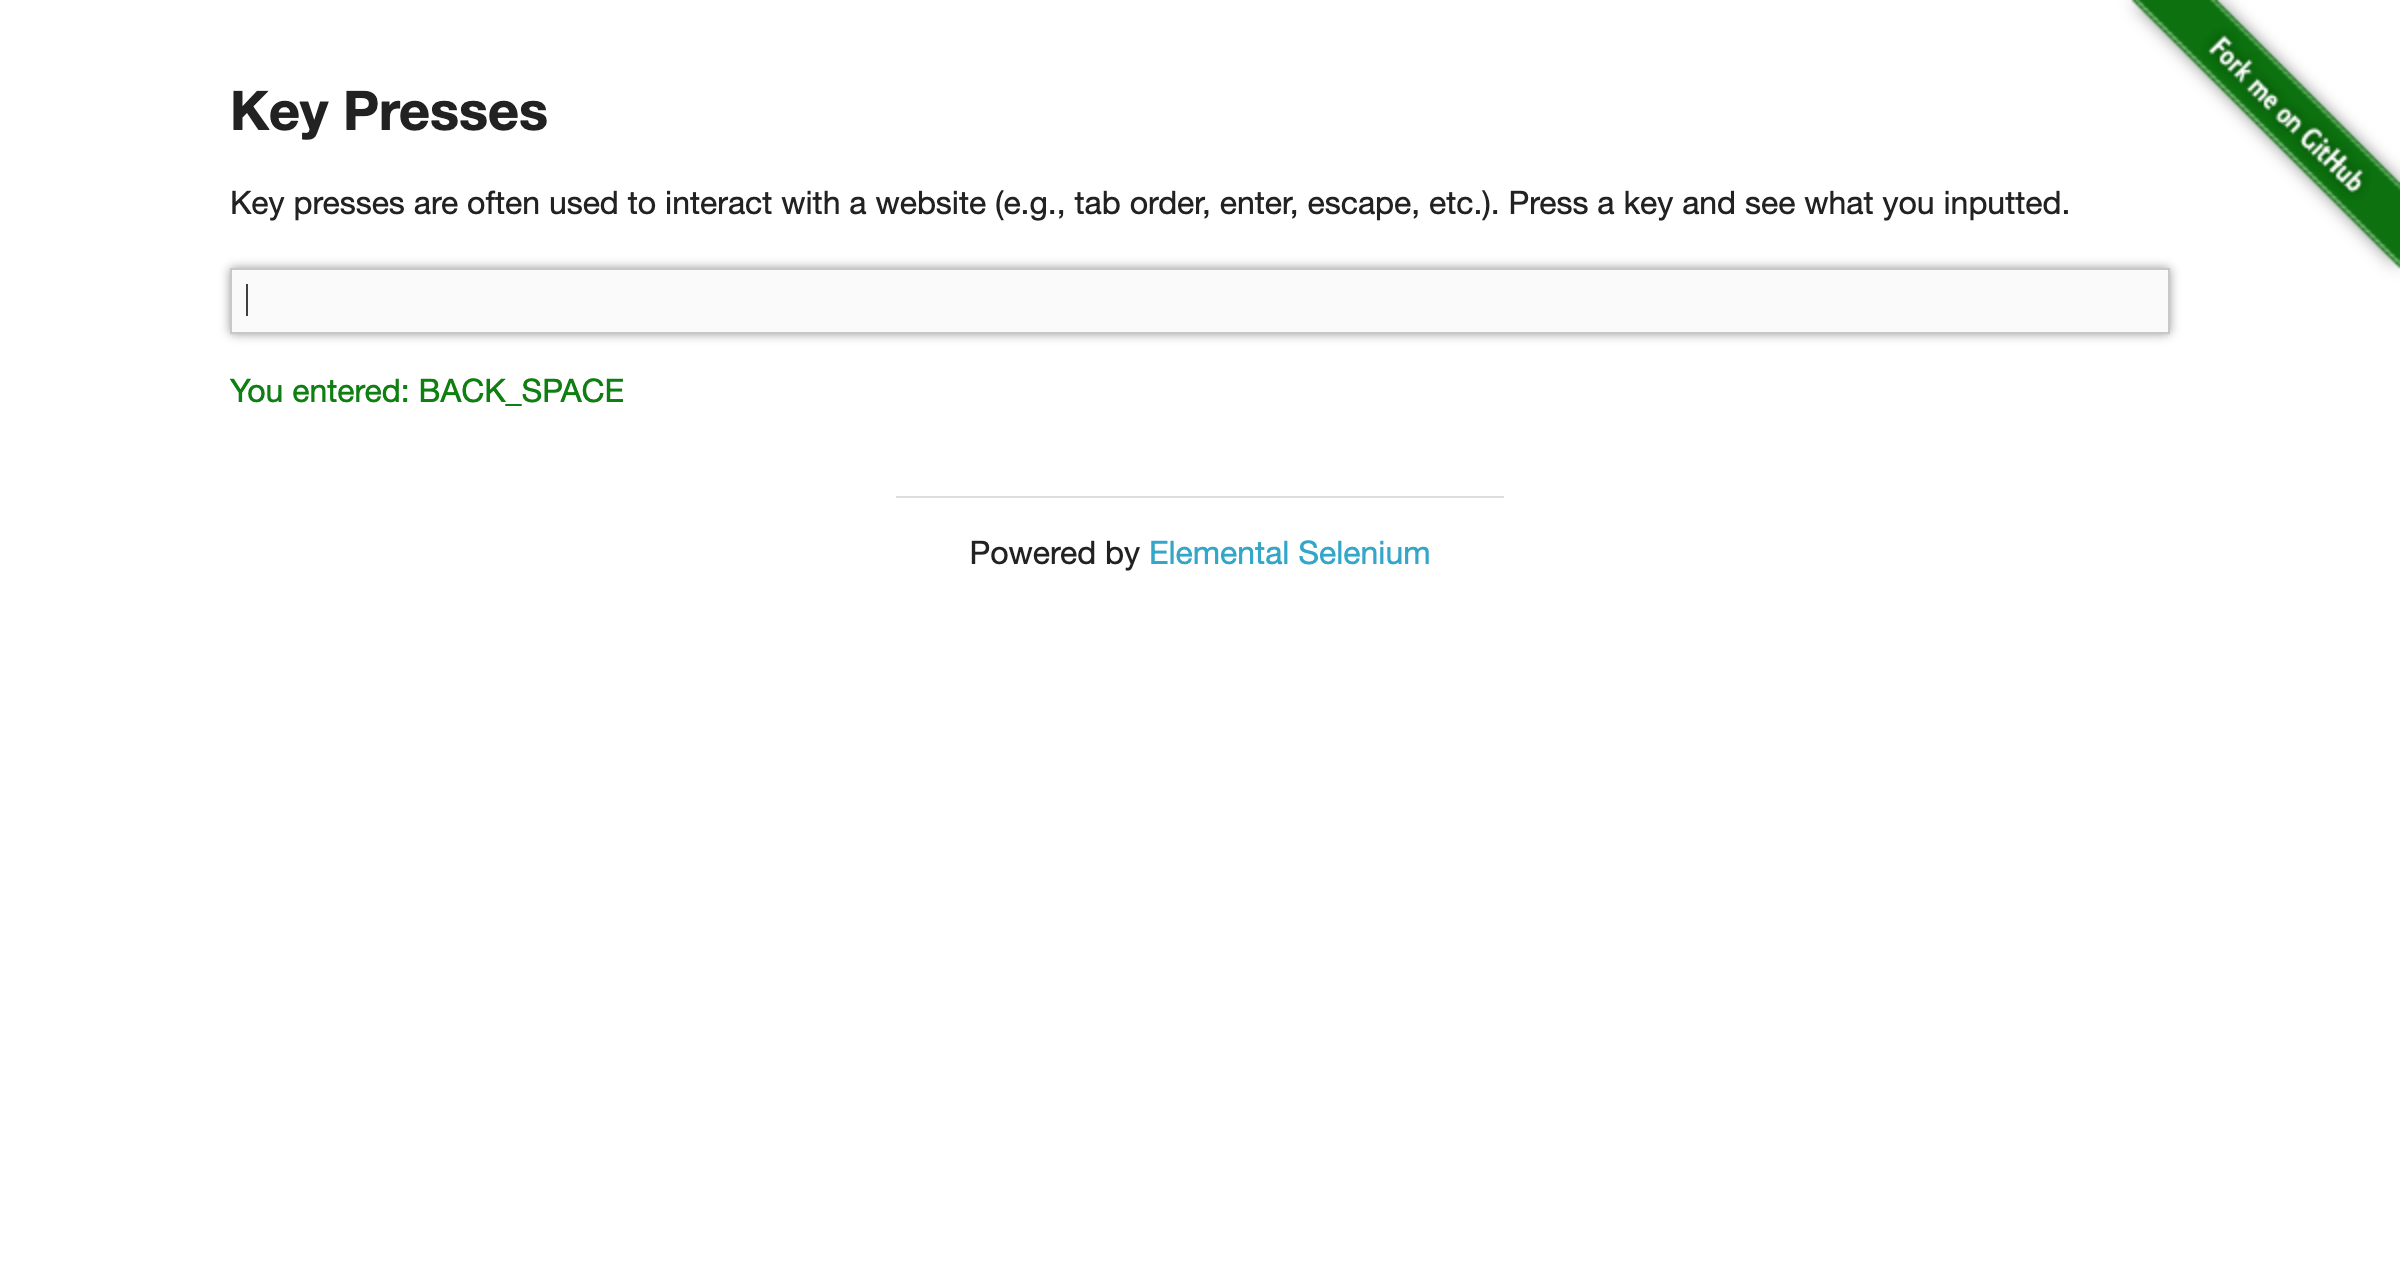 Fork me on GitHub
Key Presses
Key presses are often used to interact with a website (e.g., tab order, enter, escape, etc.). Press a key and see what you inputted.
You entered: BACK_SPACE
Powered by Elemental Selenium